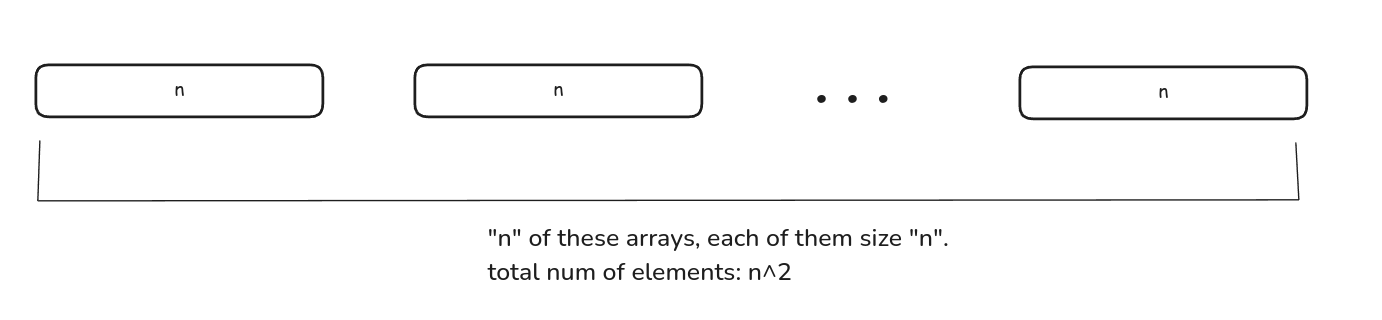 n
n
n
"n" of these arrays, each of them size "n".
total num of elements: n^2